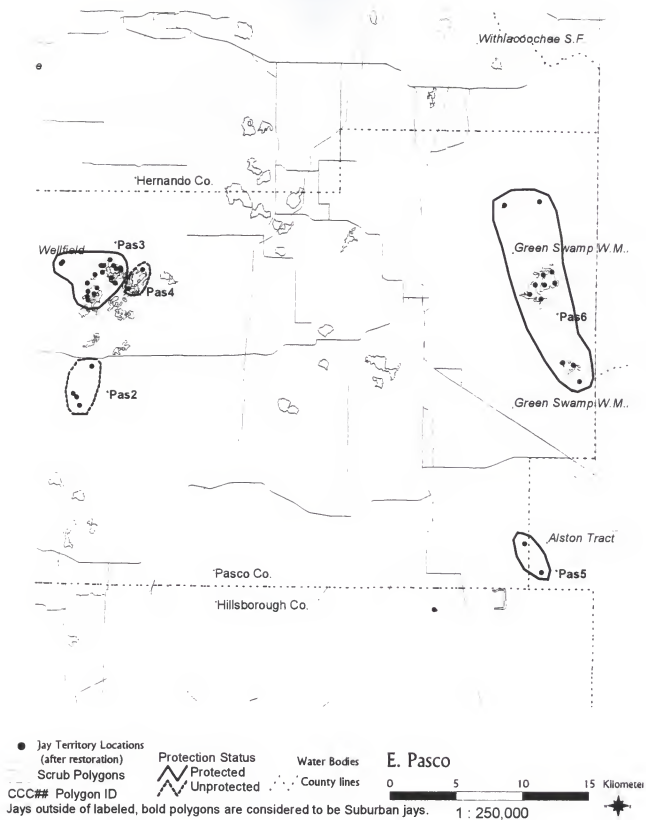 Withlacoochee S.F.
e
Hernando Co.
Wellfield
Pas3
Green Swamp W.M..
Pas4
Pas6
Pas2
Green Swamp W.M..
Alston Tract
Pasco Co.
Pas5
Hillsborough Co.
Jay Territory Locations
(after restoration)
Scrub Polygons
CCC## Polygon ID
Protection Status
Protected
Unprotected
Water Bodies
County lines
E. Pasco
0 5 10 15 Kilometer
1 : 250,000
Jays outside of labeled, bold polygons are considered to be Suburban jays.